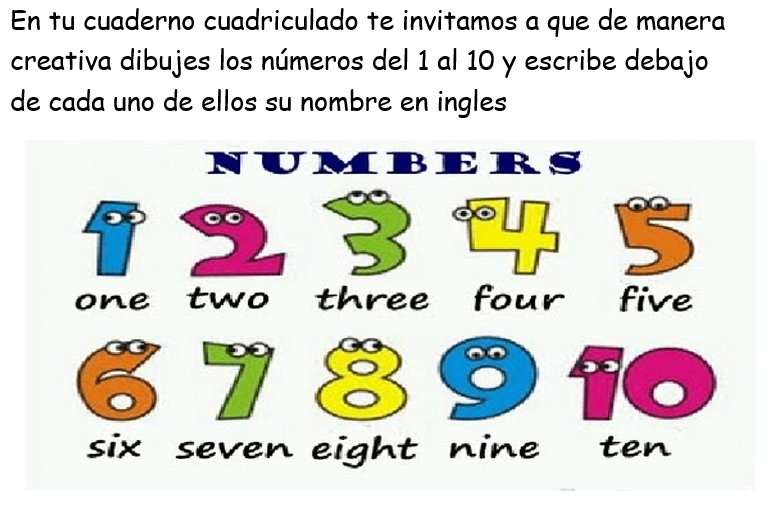 En tu cuaderno cuadriculado te invitamos a que de manera
creativa dibujes los números del 1 al 10 y escribe debajo
de cada uno de ellos su nombre en ingles
NUMBERS
1 2 3 4 5
one two three four five
6 7 8 9 10
six seven eight nine ten